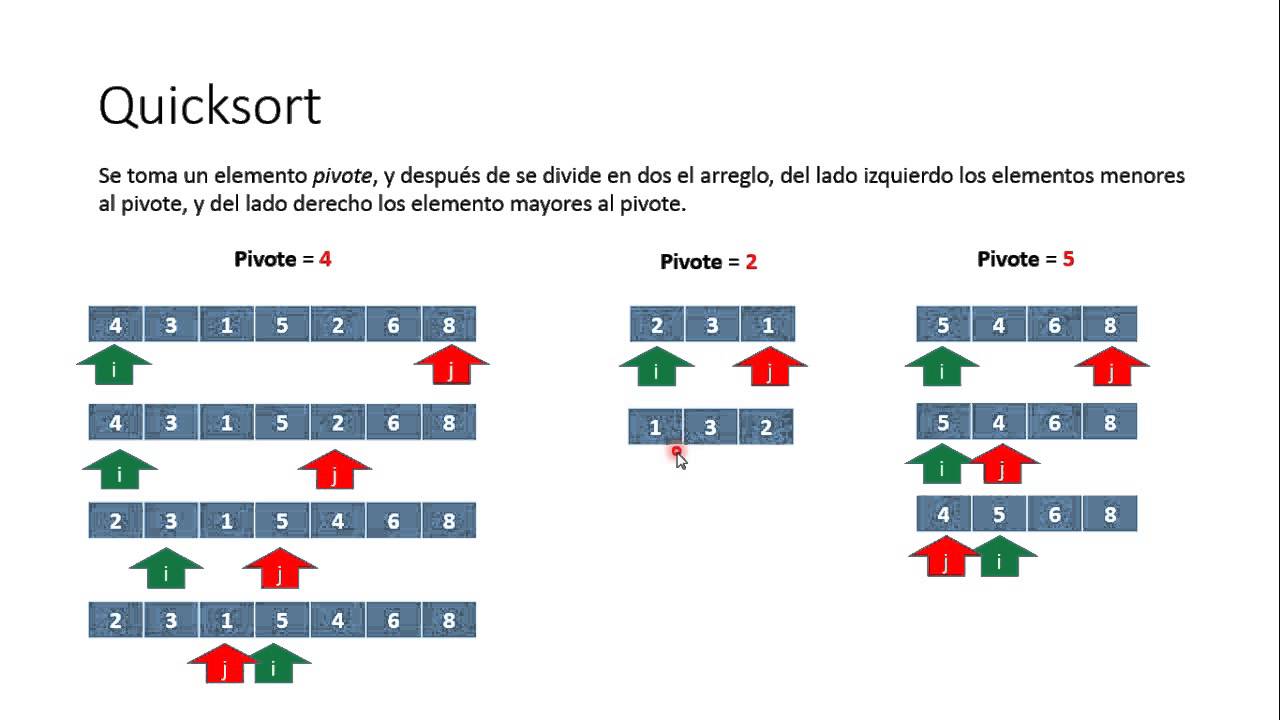 Quicksort
Se toma un elemento pivote, y después de se divide en dos el arreglo, del lado izquierdo los elementos menores
al pivote, y del lado derecho los elemento mayores al pivote.
Pivote = 4
4 3 1 5 2 6 8
i j
4 3 1 5 2 6 8
i j
2 3 1 5 4 6 8
i j
2 3 1 5 4 6 8
j i
Pivote = 2
2 3 1
i j
1 3 2
Pivote = 5
5 4 6 8
i j
5 4 6 8
i j
4 5 6 8
j i